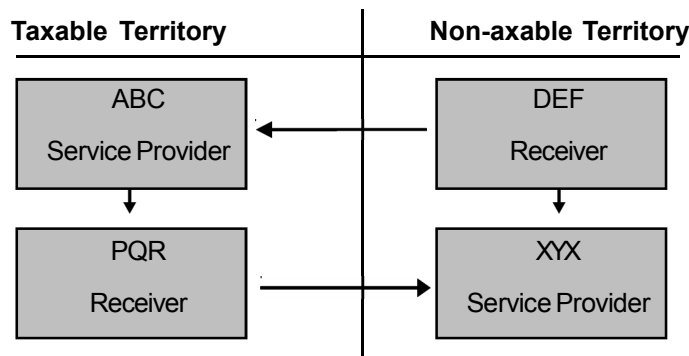 Taxable Territory
Non-axable Territory
ABC
Service Provider
DEF
Receiver
PQR
Receiver
XYX
Service Provider